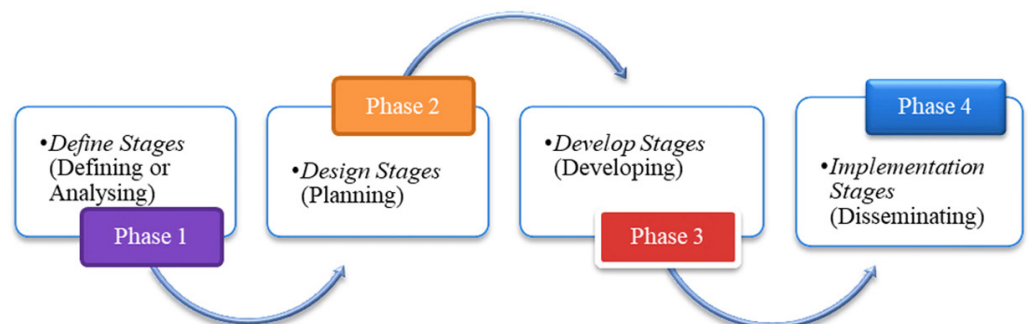 •Define Stages
(Defining or
Analysing)
Phase 1
Phase 2
•Design Stages
(Planning)
•Develop Stages
(Developing)
Phase 3
Phase 4
•Implementation
Stages
(Disseminating)